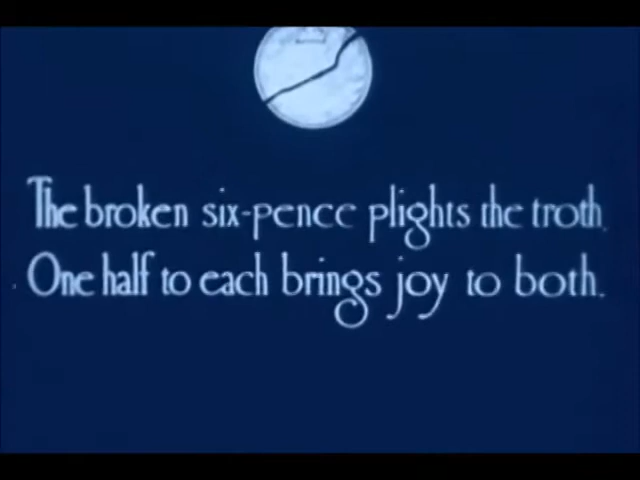 The broken six-pence plights the troth.
One half to each brings joy to both.